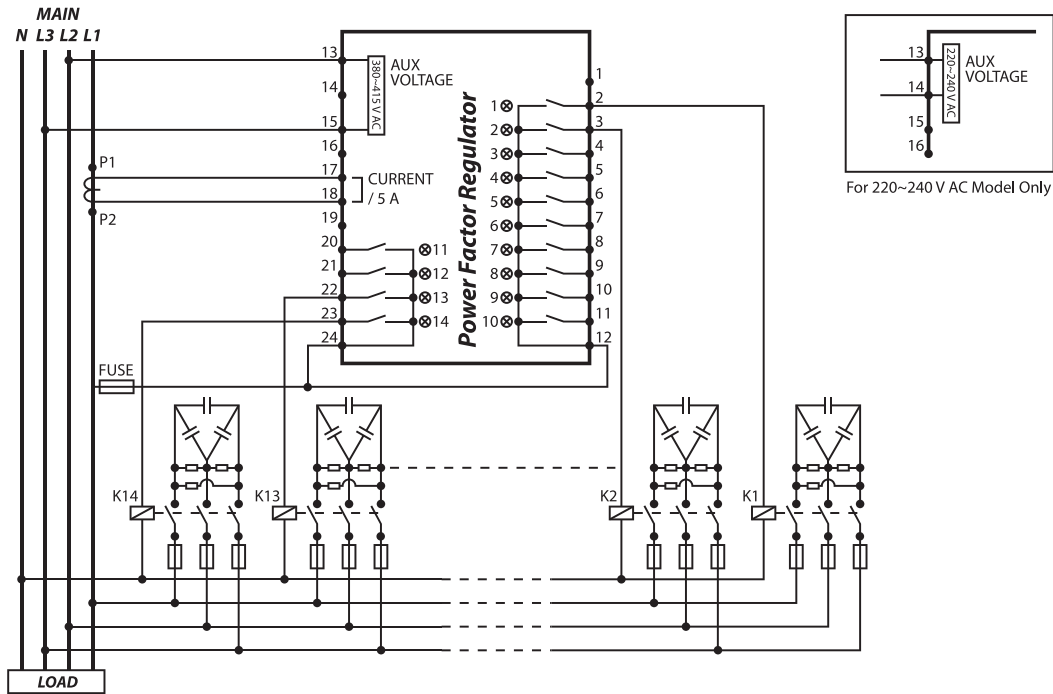 MAIN
N L3 L2 L1
P1
P2
FUSE
13
14
15
16
17
18
19
20
21
22
23
24
380~415 V AC
AUX
VOLTAGE
CURRENT
/ 5 A
11
12
13
14
Power Factor Regulator
1
2
3
4
5
6
7
8
9
10
1
2
3
4
5
6
7
8
9
10
11
12
13
14
15
16
220~240 V AC
AUX
VOLTAGE
For 220~240 V AC Model Only
K14
K13
K2
K1
LOAD